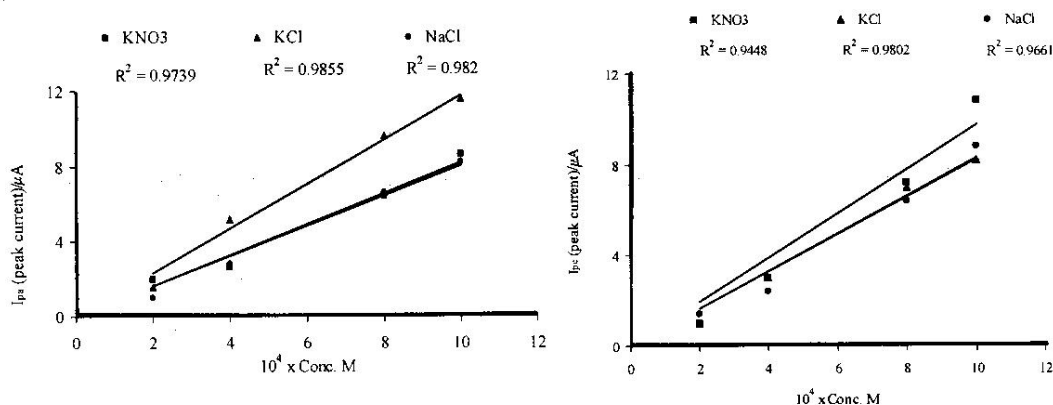 KNO3 KCl NaCl
R² = 0.9739 R² = 0.9855 R² = 0.982
12
8
4
0
0 2 4 6 8 10 12
10⁴ x Conc. M
Ipa (peak current)/μA
KNO3 KCl NaCl
R² = 0.9448 R² = 0.9802 R² = 0.9661
12
8
4
0
0 2 4 6 8 10 12
10⁴ x Conc. M
Ipc (peak current)/μA